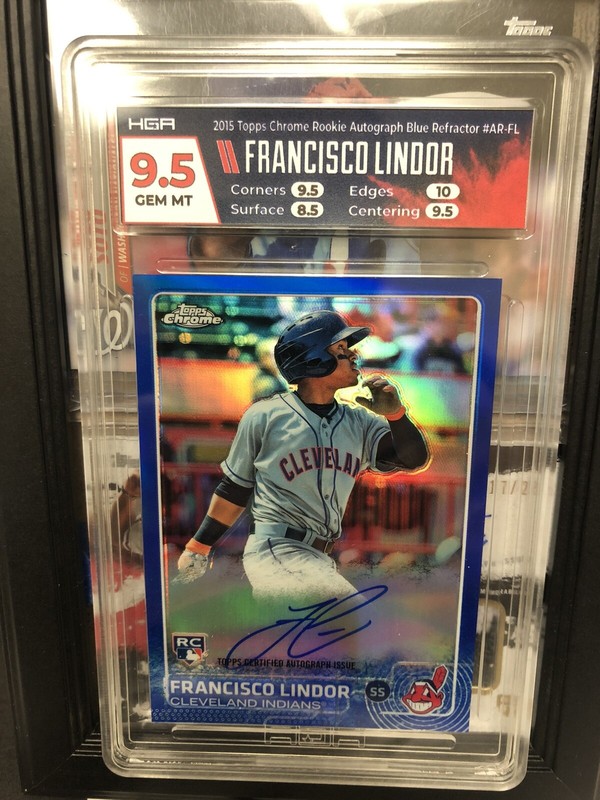 Topps
HGA
2015 Topps Chrome Rookie Autograph Blue Refractor #AR-FL
9.5
GEM MT
FRANCISCO LINDOR
Corners 9.5 Edges 10
Surface 8.5 Centering 9.5
Topps
Chrome
CLEVELAN
RC
TOPPS CERTIFIED AUTOGRAPH ISSUE
FRANCISCO LINDOR SS
CLEVELAND INDIANS